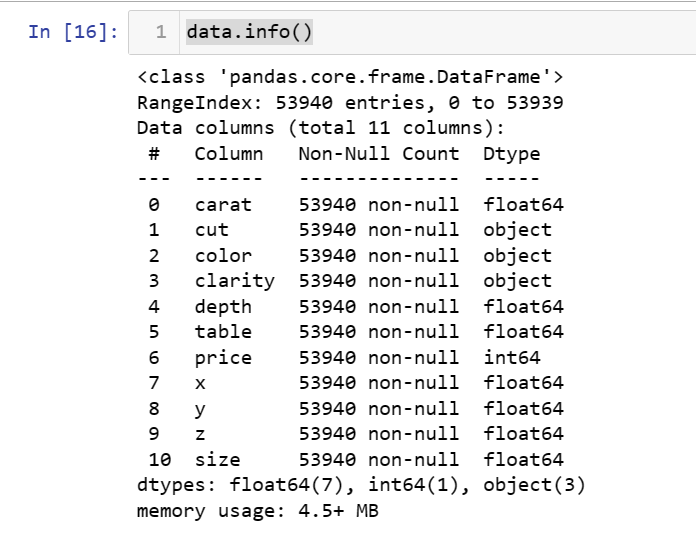 In [16]: 1 data.info()
<class 'pandas.core.frame.DataFrame'>
RangeIndex: 53940 entries, 0 to 53939
Data columns (total 11 columns):
 #   Column   Non-Null Count  Dtype
---  ------   --------------  -----
 0   carat    53940 non-null  float64
 1   cut      53940 non-null  object
 2   color    53940 non-null  object
 3   clarity  53940 non-null  object
 4   depth    53940 non-null  float64
 5   table    53940 non-null  float64
 6   price    53940 non-null  int64
 7   x        53940 non-null  float64
 8   y        53940 non-null  float64
 9   z        53940 non-null  float64
 10  size     53940 non-null  float64
dtypes: float64(7), int64(1), object(3)
memory usage: 4.5+ MB